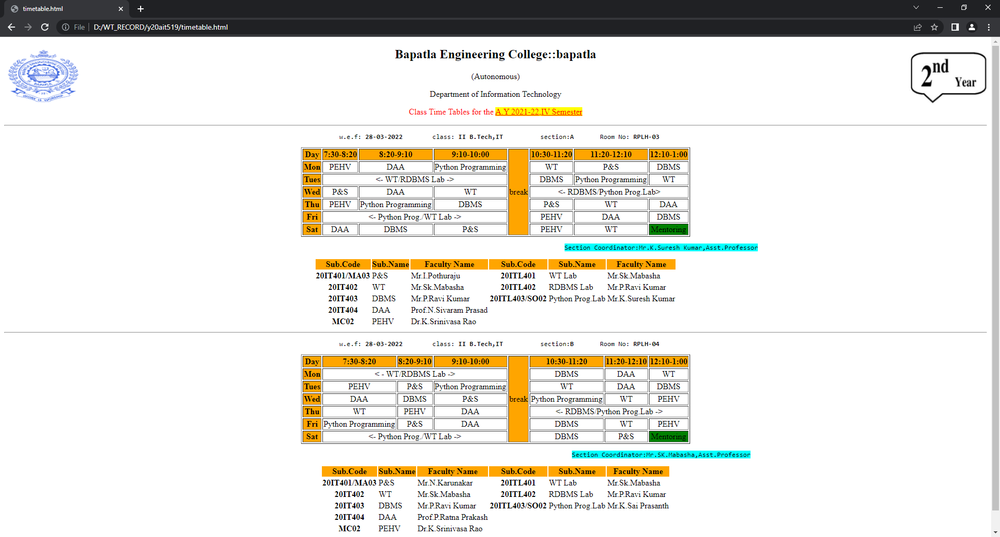 timetable.html
File D:/WT_RECORD/y20ait519/timetable.html
Bapatla Engineering College::bapatla
(Autonomous)
Department of Information Technology
Class Time Tables for the A.Y 2021-22,IV Semester
2nd Year
w.e.f: 28-03-2022 class: II B.Tech,IT section:A Room No: RPLH-03
Day 7:30-8:20 8:20-9:10 9:10-10:00 break 10:30-11:20 11:20-12:10 12:10-1:00
Mon PEHV DAA Python Programming WT P&S DBMS
Tues <- WT/RDBMS Lab -> DBMS Python Programming WT
Wed P&S DAA WT <- RDBMS/Python Prog.Lab>
Thu PEHV Python Programming DBMS P&S WT DAA
Fri <- Python Prog./WT Lab -> PEHV DAA DBMS
Sat DAA DBMS P&S PEHV WT Mentoring
Section Coordinator:Mr.K.Suresh Kumar,Asst.Professor
Sub.Code Sub.Name Faculty Name Sub.Code Sub.Name Faculty Name
20IT401/MA03 P&S Mr.I.Pothuraju 20ITL401 WT Lab Mr.Sk.Mabasha
20IT402 WT Mr.Sk.Mabasha 20ITL402 RDBMS Lab Mr.P.Ravi Kumar
20IT403 DBMS Mr.P.Ravi Kumar 20ITL403/SO02 Python Prog.Lab Mr.K.Suresh Kumar
20IT404 DAA Prof.N.Sivaram Prasad
MC02 PEHV Dr.K.Srinivasa Rao
w.e.f: 28-03-2022 class: II B.Tech,IT section:B Room No: RPLH-04
Day 7:30-8:20 8:20-9:10 9:10-10:00 break 10:30-11:20 11:20-12:10 12:10-1:00
Mon < - WT/RDBMS Lab -> DBMS DAA WT
Tues PEHV P&S Python Programming WT DAA DBMS
Wed DAA DBMS P&S Python Programming WT PEHV
Thu WT PEHV DAA <- RDBMS/Python Prog.Lab ->
Fri Python Programming P&S DAA DBMS WT PEHV
Sat <- Python Prog./WT Lab -> DBMS P&S Mentoring
Section Coordinator:Mr.SK.Mabasha,Asst.Professor
Sub.Code Sub.Name Faculty Name Sub.Code Sub.Name Faculty Name
20IT401/MA03 P&S Mr.N.Karunakar 20ITL401 WT Lab Mr.Sk.Mabasha
20IT402 WT Mr.Sk.Mabasha 20ITL402 RDBMS Lab Mr.P.Ravi Kumar
20IT403 DBMS Mr.P.Ravi Kumar 20ITL403/SO02 Python Prog.Lab Mr.K.Sai Prasanth
20IT404 DAA Prof.P.Ratna Prakash
MC02 PEHV Dr.K.Srinivasa Rao